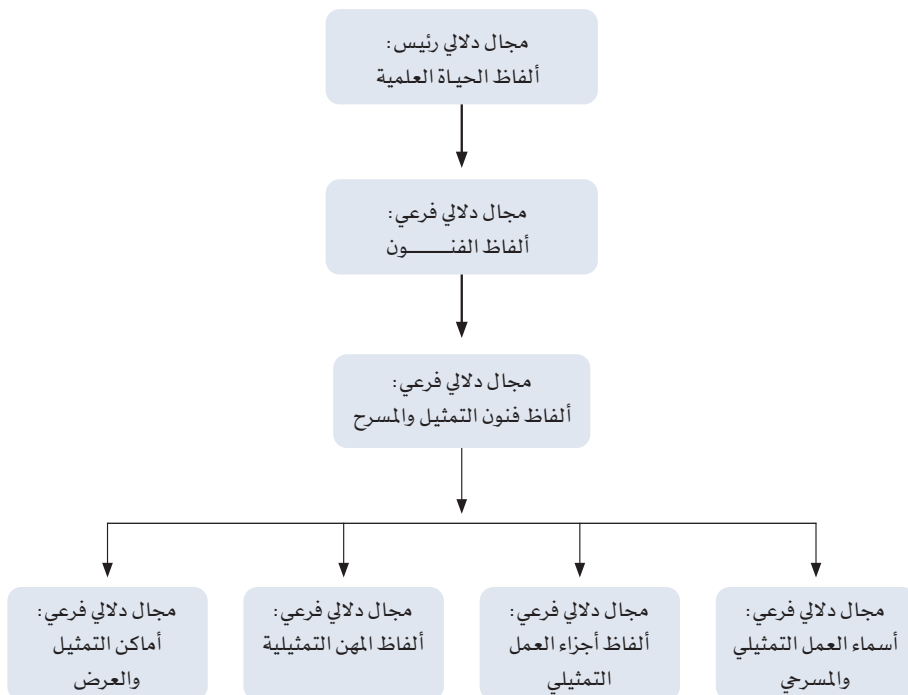 مجال دلالي رئيس:
ألفاظ الحياة العلمية
مجال دلالي فرعي:
ألفاظ الفنــــــون
مجال دلالي فرعي:
ألفاظ فنون التمثيل والمسرح
مجال دلالي فرعي:
أسماء العمل التمثيلي
والمسرحي
مجال دلالي فرعي:
ألفاظ أجزاء العمل
التمثيلي
مجال دلالي فرعي:
ألفاظ المهن التمثيلية
مجال دلالي فرعي:
أماكن التمثيل
والعرض